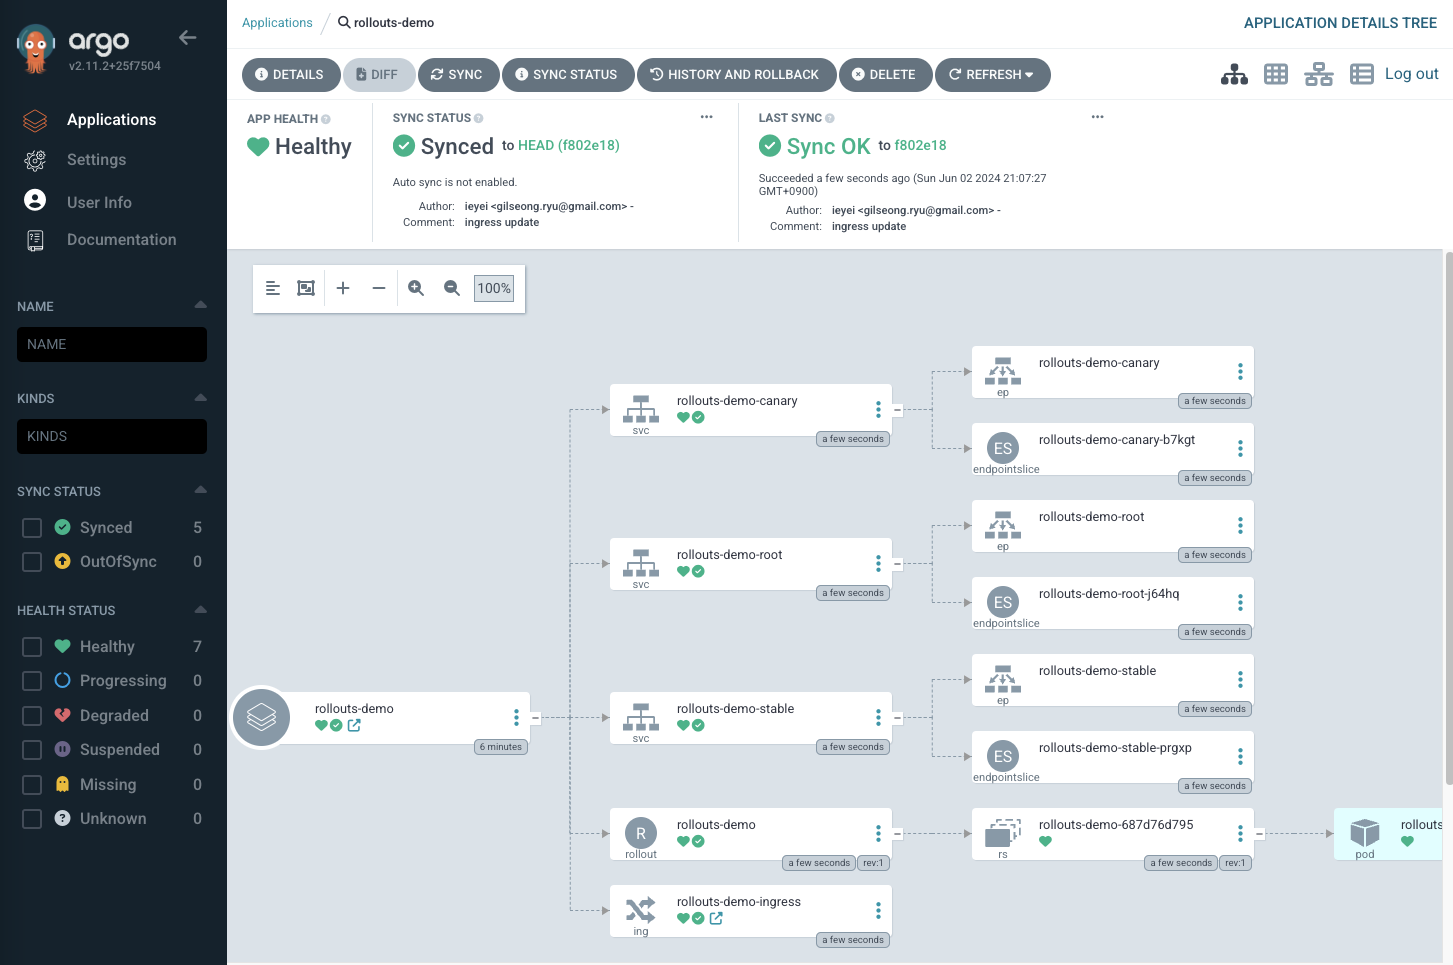 argo
v2.11.2+25f7504
Applications
Settings
User Info
Documentation
NAME
NAME
KINDS
KINDS
SYNC STATUS
Synced 5
OutOfSync 0
HEALTH STATUS
Healthy 7
Progressing 0
Degraded 0
Suspended 0
Missing 0
Unknown 0
Applications / rollouts-demo
APPLICATION DETAILS TREE
DETAILS DIFF SYNC SYNC STATUS HISTORY AND ROLLBACK DELETE REFRESH
Log out
APP HEALTH
Healthy
SYNC STATUS
Synced to HEAD (f802e18)
Auto sync is not enabled.
Author: ieyei <gilseong.ryu@gmail.com> -
Comment: ingress update
LAST SYNC
Sync OK to f802e18
Succeeded a few seconds ago (Sun Jun 02 2024 21:07:27
GMT+0900)
Author: ieyei <gilseong.ryu@gmail.com> -
Comment: ingress update
100%
rollouts-demo
6 minutes
rollouts-demo-canary
svc
a few seconds
rollouts-demo-canary
ep
a few seconds
ES
rollouts-demo-canary-b7kgt
endpointslice
a few seconds
rollouts-demo-root
svc
a few seconds
rollouts-demo-root
ep
a few seconds
ES
rollouts-demo-root-j64hq
endpointslice
a few seconds
rollouts-demo-stable
svc
a few seconds
rollouts-demo-stable
ep
a few seconds
ES
rollouts-demo-stable-prgxp
endpointslice
a few seconds
R
rollouts-demo
rollout
a few seconds rev:1
rollouts-demo-687d76d795
rs
a few seconds rev:1
rollouts
pod
rollouts-demo-ingress
ing
a few seconds